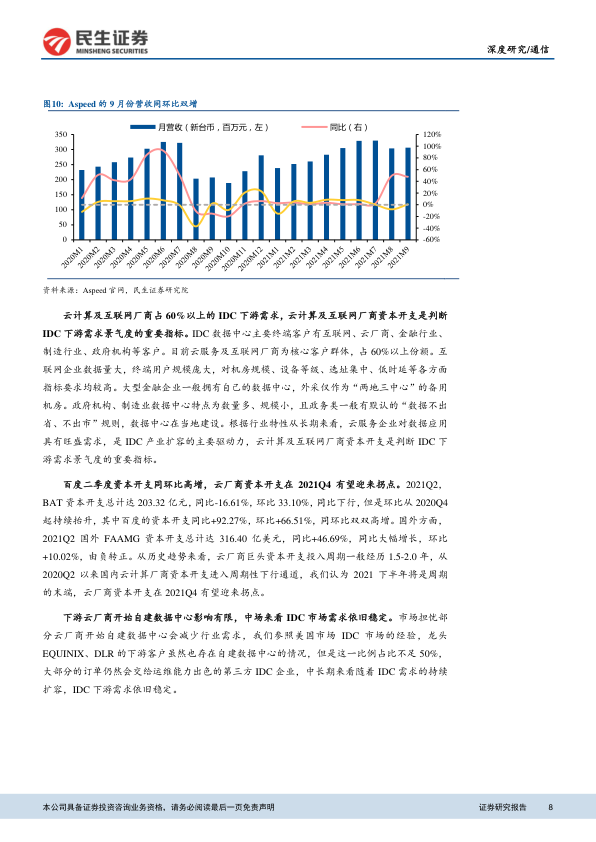 民生证券
MINSHENG SECURITIES
深度研究/通信
图10：Aspeed 的 9 月份营收同环比双增
月营收（新台币，百万元，左） 同比（右）
350
300
250
200
150
100
50
0
120%
100%
80%
60%
40%
20%
0%
-20%
-40%
-60%
2020M1 2020M2 2020M3 2020M4 2020M5 2020M6 2020M7 2020M8 2020M9 2020M10 2020M11 2020M12 2021M1 2021M2 2021M3 2021M4 2021M5 2021M6 2021M7 2021M8 2021M9
资料来源：Aspeed 官网，民生证券研究院
云计算及互联网厂商占 60%以上的 IDC 下游需求，云计算及互联网厂商资本开支是判断
IDC 下游需求景气度的重要指标。IDC 数据中心主要终端客户有互联网、云厂商、金融行业、
制造行业、政府机构等客户。目前云服务及互联网厂商为核心客户群体，占 60%以上份额。互
联网企业数据量大，终端用户规模庞大，对机房规模、设备等级、选址集中、低时延等各方面
指标要求均较高。大型金融企业一般拥有自己的数据中心，外采仅作为“两地三中心”的备用
机房。政府机构、制造业数据中心特点为数量多、规模小，且政务类一般有默认的“数据不出
省、不出市”规则，数据中心在当地建设。根据行业特性从长期来看，云服务企业对数据应用
具有旺盛需求，是 IDC 产业扩容的主要驱动力，云计算及互联网厂商资本开支是判断 IDC 下
游需求景气度的重要指标。
百度二季度资本开支同环比高增，云厂商资本开支在 2021Q4 有望迎来拐点。2021Q2，
BAT 资本开支总计达 203.32 亿元，同比-16.61%，环比 33.10%，同比下行，但是环比从 2020Q4
起持续抬升，其中百度的资本开支同比+92.27%，环比+66.51%，同环比双双高增。国外方面，
2021Q2 国外 FAAMG 资本开支总计达 316.40 亿美元，同比+46.69%，同比大幅增长，环比
+10.02%，由负转正。从历史趋势来看，云厂商巨头资本开支投入周期一般经历 1.5-2.0 年，从
2020Q2 以来国内云计算厂商资本开支进入周期性下行通道，我们认为 2021 下半年将是周期
的末端，云厂商资本开支在 2021Q4 有望迎来拐点。
下游云厂商开始自建数据中心影响有限，中场来看 IDC 市场需求依旧稳定。市场担忧部
分云厂商开始自建数据中心会减少行业需求，我们参照美国市场 IDC 市场的经验，龙头
EQUINIX、DLR 的下游客户虽然也存在自建数据中心的情况，但是这一比例占比不足 50%，
大部分的订单仍然会交给运维能力出色的第三方 IDC 企业，中长期来看随着 IDC 需求的持续
扩容，IDC 下游需求依旧稳定。
本公司具备证券投资咨询业务资格，请务必阅读最后一页免责声明 证券研究报告 8